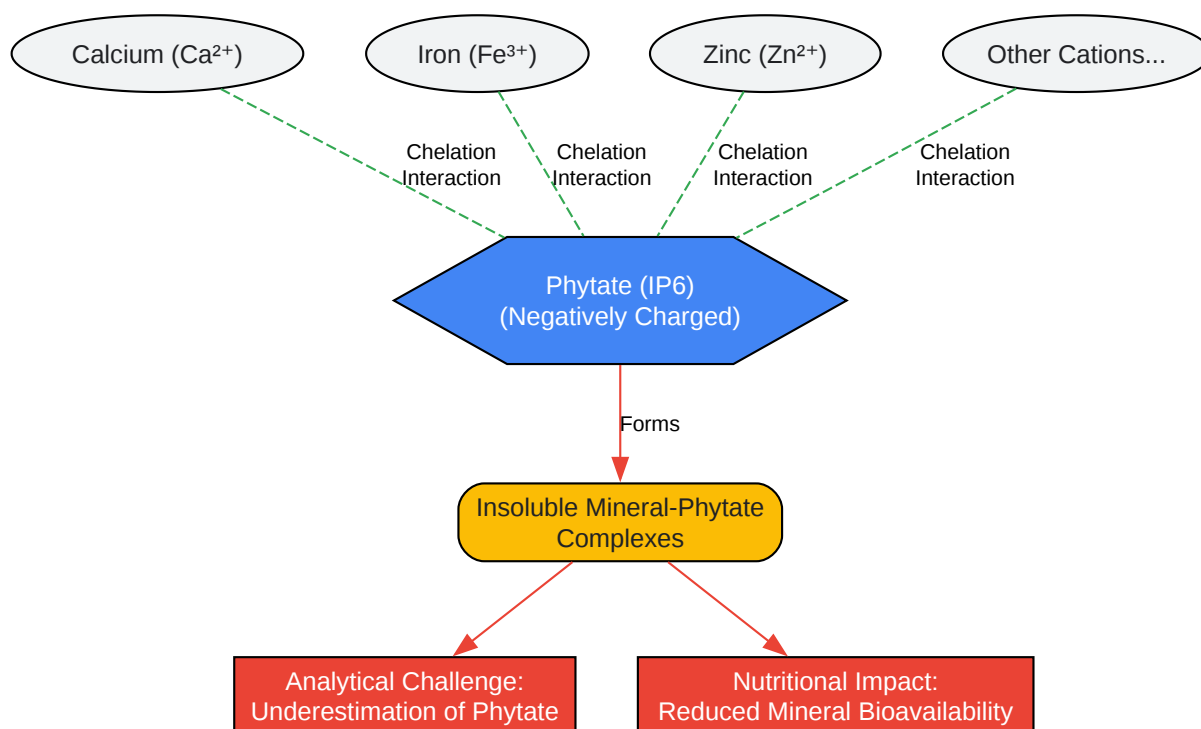 Calcium (Ca²⁺)
Iron (Fe³⁺)
Zinc (Zn²⁺)
Other Cations...
Chelation
Interaction
Chelation
Interaction
Chelation
Interaction
Chelation
Interaction
Phytate (IP6)
(Negatively Charged)
Forms
Insoluble Mineral-Phytate
Complexes
Analytical Challenge:
Underestimation of Phytate
Nutritional Impact:
Reduced Mineral Bioavailability